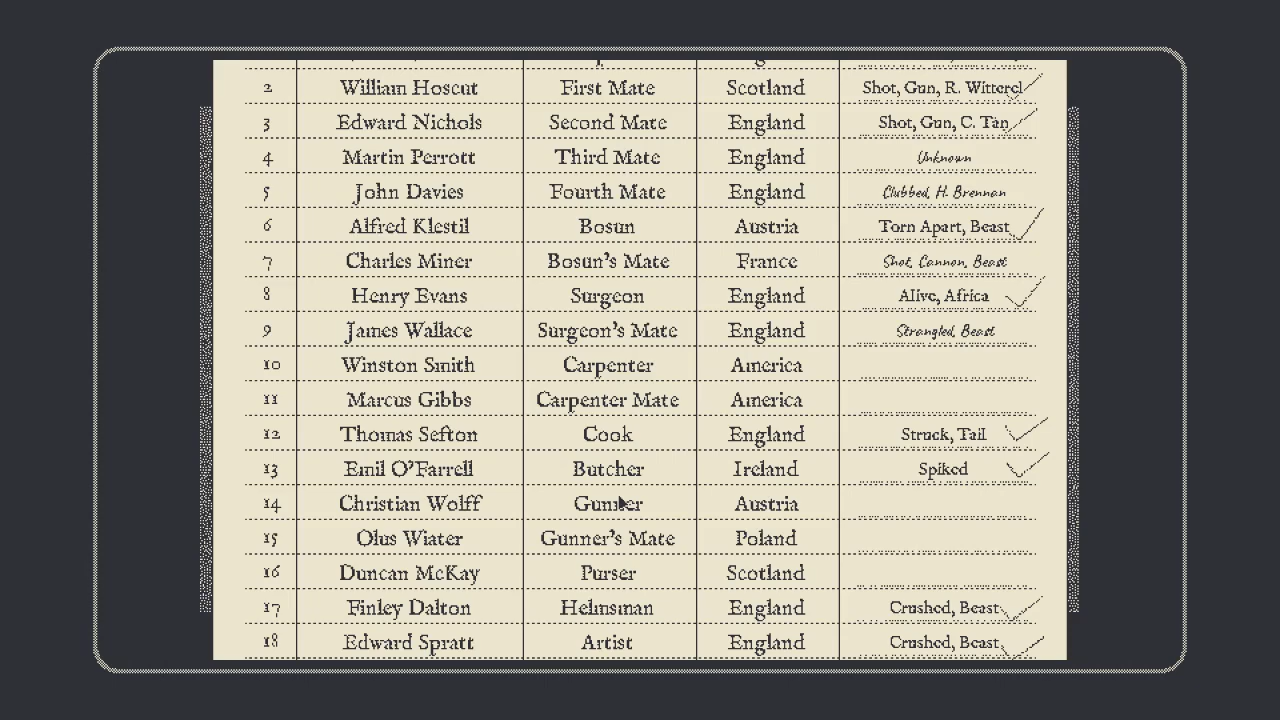 2 William Hoscut First Mate Scotland Shot, Gun, R. Witterel
3 Edward Nichols Second Mate England Shot, Gun, C. Tan
4 Martin Perrott Third Mate England Unknown
5 John Davies Fourth Mate England Clubbed, H. Brennan
6 Alfred Klestil Bosun Austria Torn Apart, Beast
7 Charles Miner Bosun's Mate France Shot, Cannon, Beast
8 Henry Evans Surgeon England Alive, Africa
9 James Wallace Surgeon's Mate England Strangled, Beast
10 Winston Smith Carpenter America
11 Marcus Gibbs Carpenter Mate America
12 Thomas Sefton Cook England Struck, Tail
13 Emil O'Farrell Butcher Ireland Spiked
14 Christian Wolff Gunner Austria
15 Olus Wiater Gunner's Mate Poland
16 Duncan McKay Purser Scotland
17 Finley Dalton Helmsman England Crushed, Beast
18 Edward Spratt Artist England Crushed, Beast